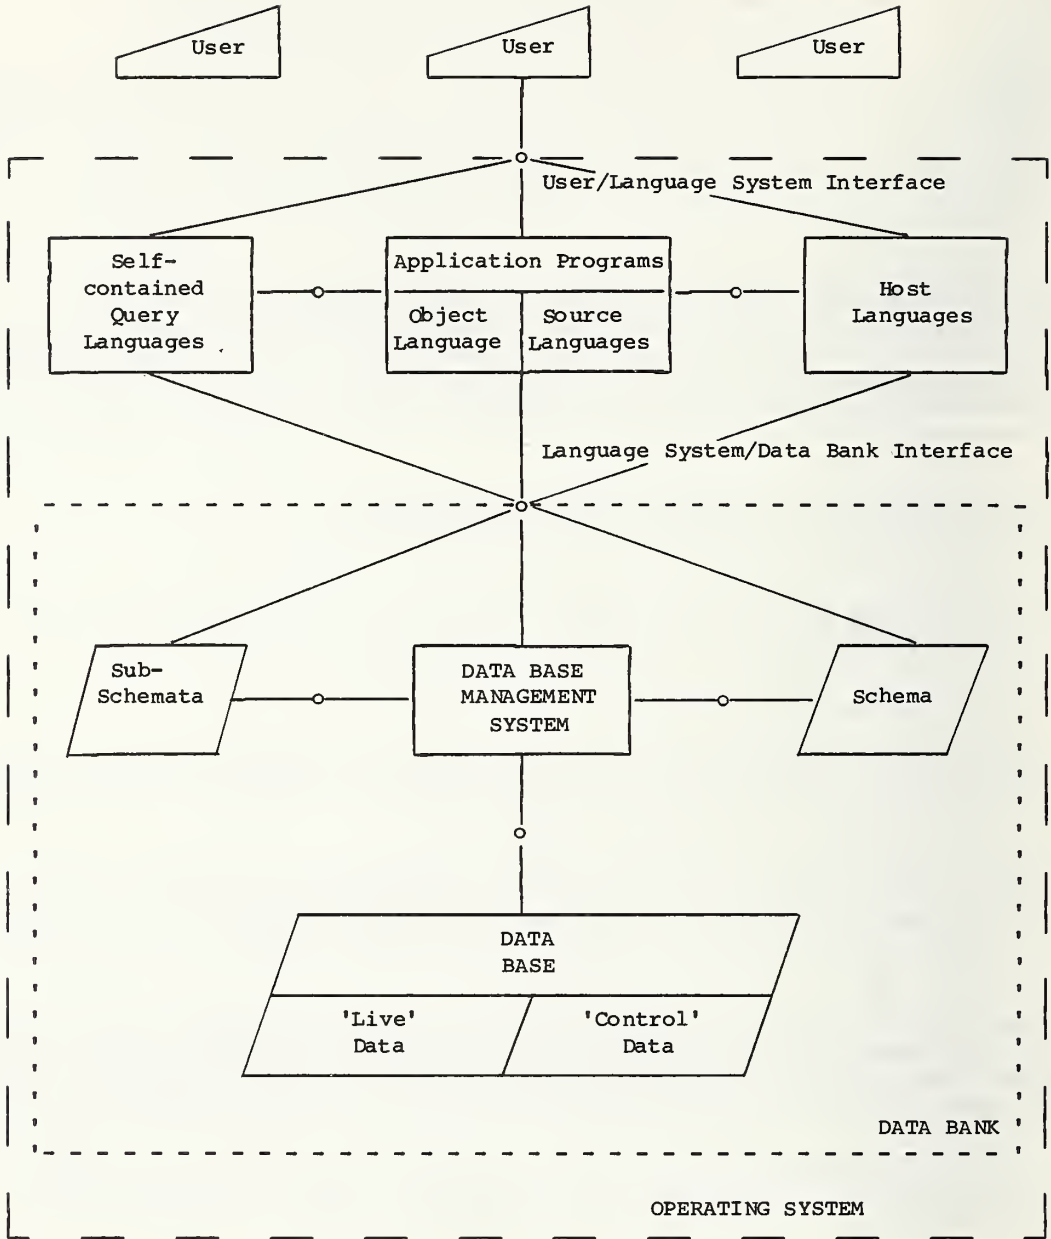 User
User
User
User/Language System Interface
Self-
contained
Query
Languages
Application Programs
Object
Language
Source
Languages
Host
Languages
Language System/Data Bank Interface
Sub-
Schemata
DATA BASE
MANAGEMENT
SYSTEM
Schema
DATA
BASE
'Live'
Data
'Control'
Data
DATA BANK
OPERATING SYSTEM